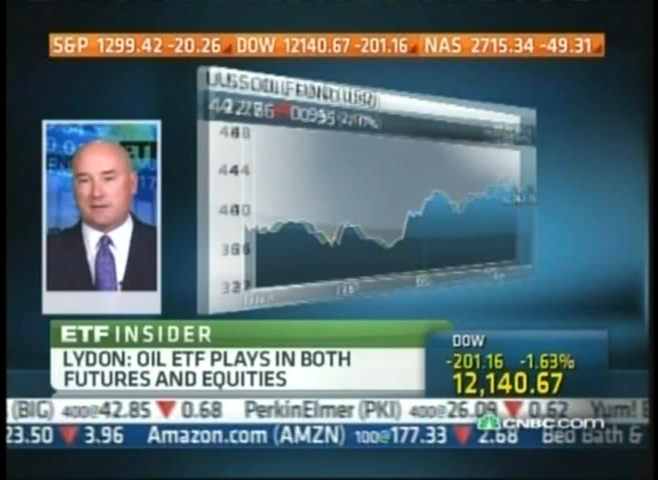 S&P 1299.42 -20.26 DOW 12140.67 -201.16 NAS 2715.34 -49.31
448
444
440
ETF
ETF INSIDER
LYDON: OIL ETF PLAYS IN BOTH
FUTURES AND EQUITIES
DOW
-201.16 -1.63%
12,140.67
(BIG) 400@42.85 ▼ 0.68 PerkinElmer (PKI) 400@26.09 ▼ 0.62 Yum!
23.50 ▼ 3.96 Amazon.com (AMZN) 100@177.33 ▼ 2.68 Bed Bath &
CNBC.com